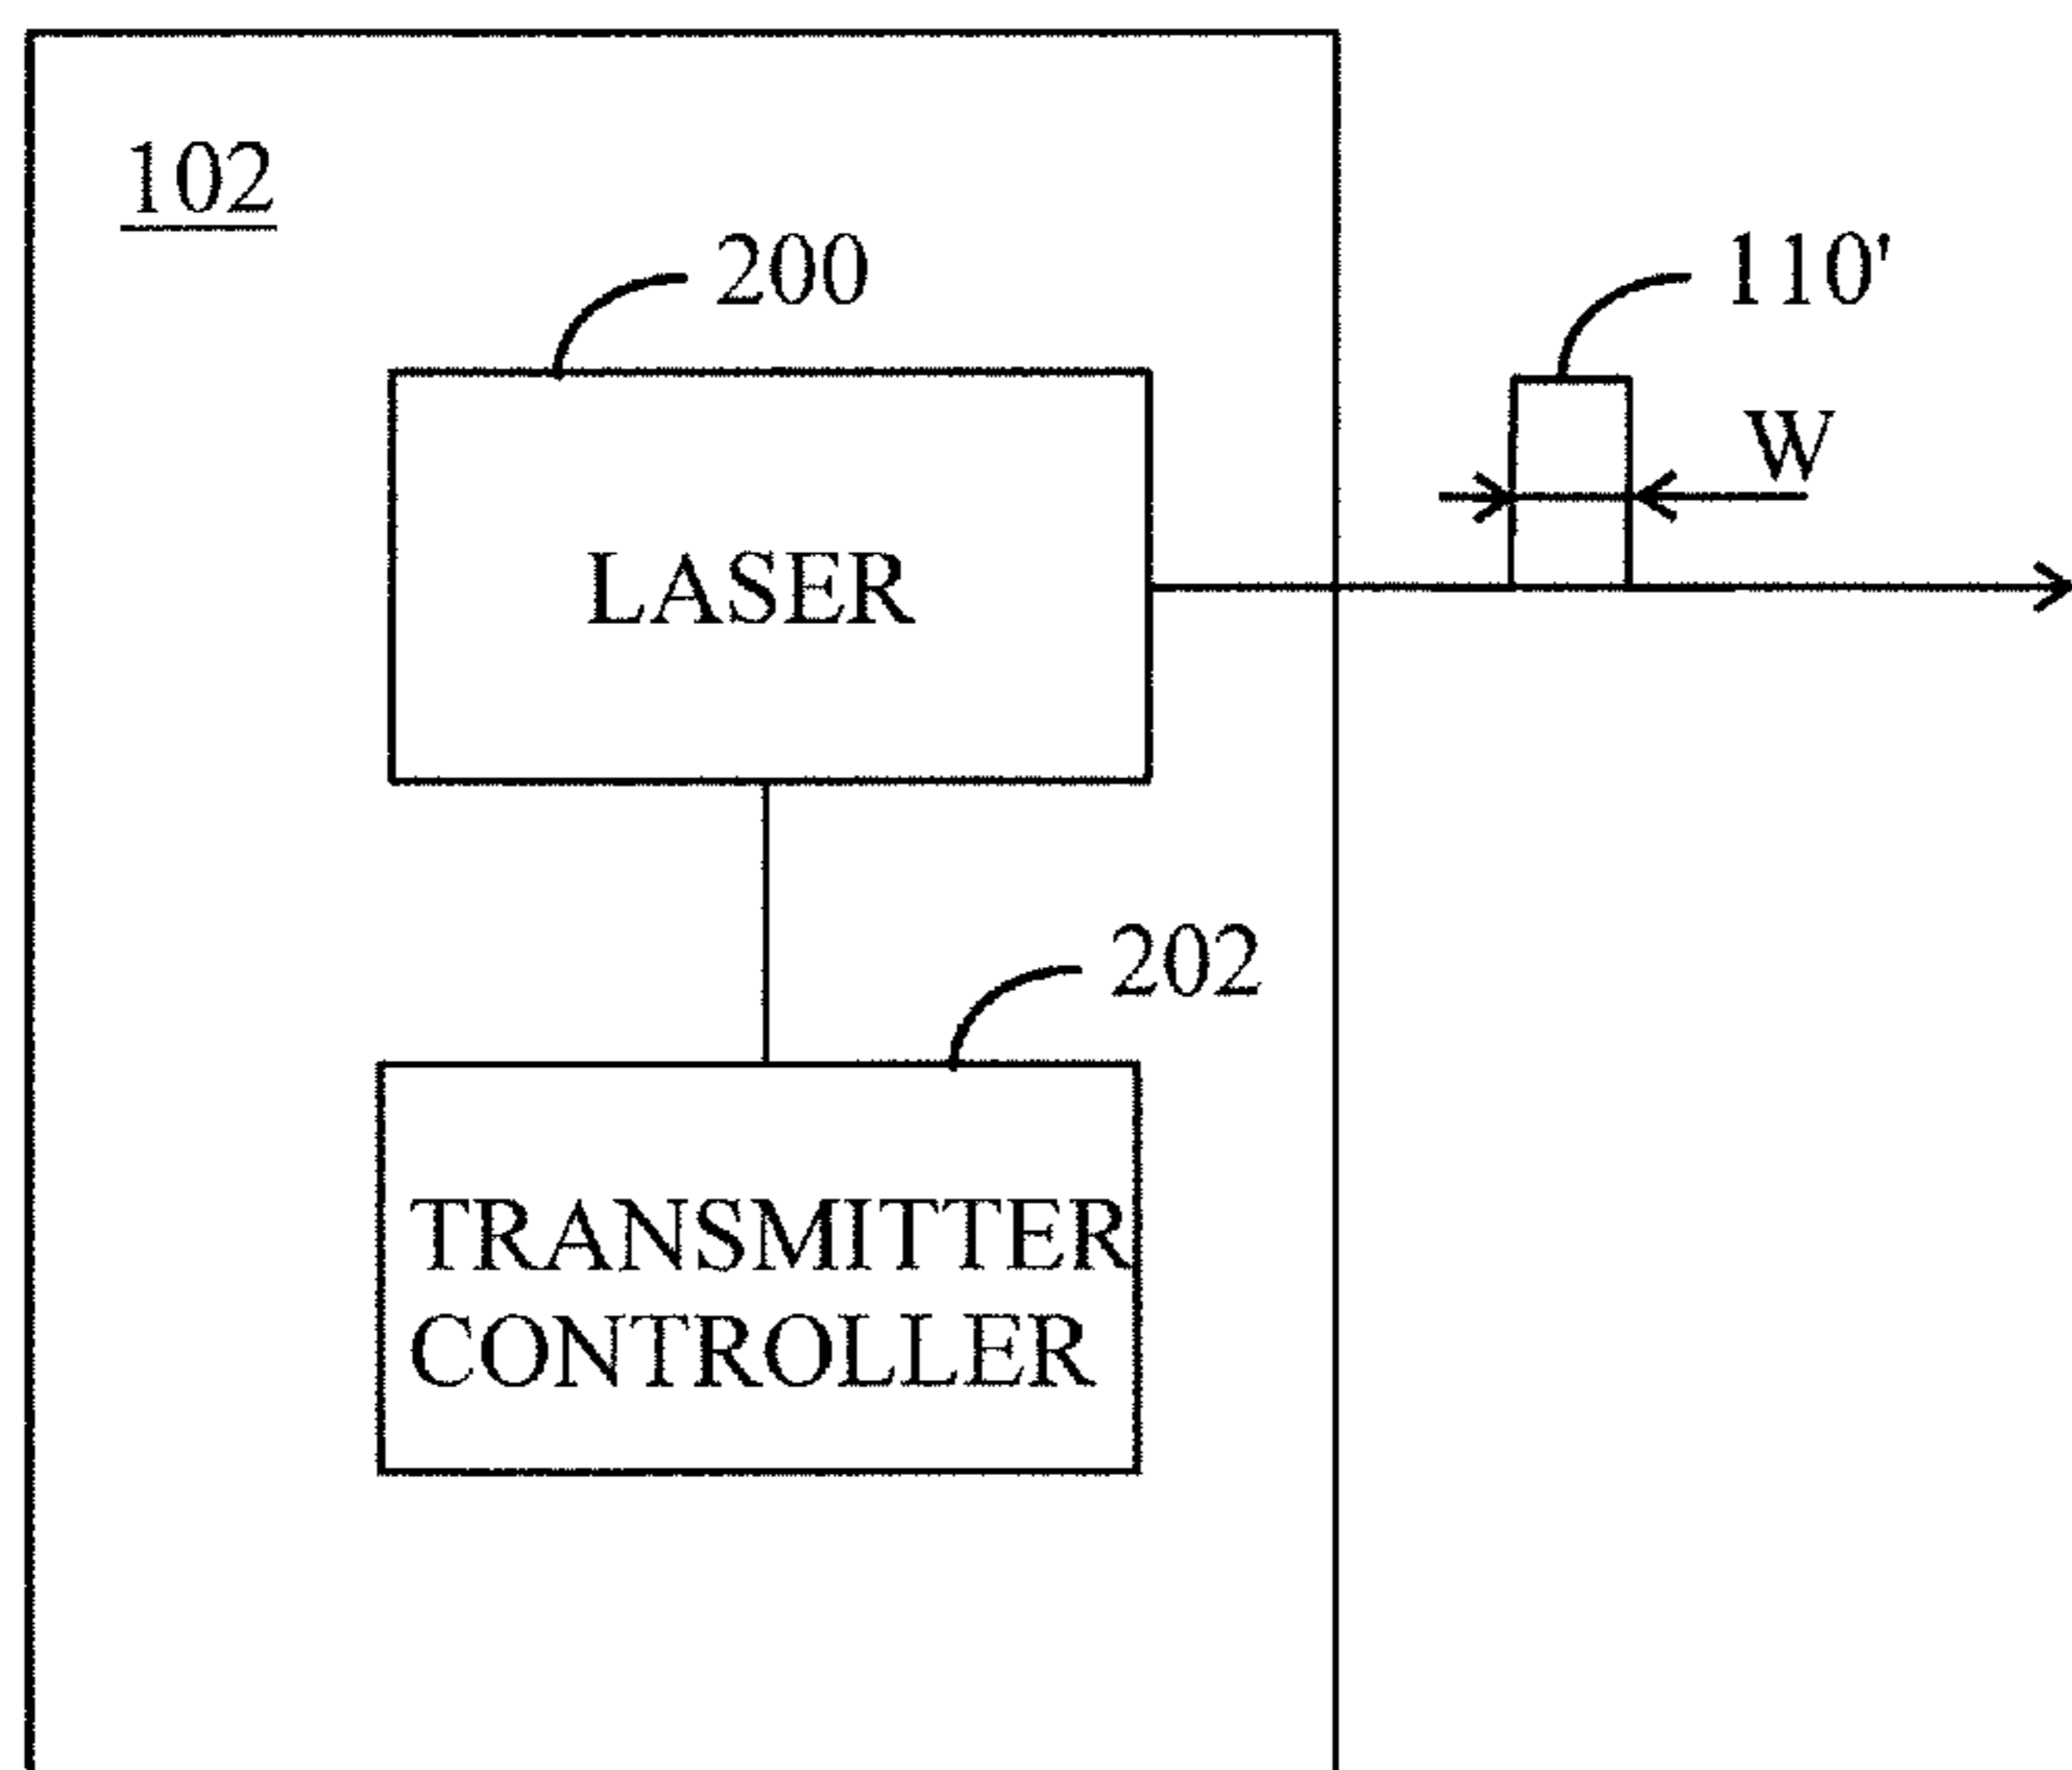 102
200
110'
W
LASER
202
TRANSMITTER
CONTROLLER